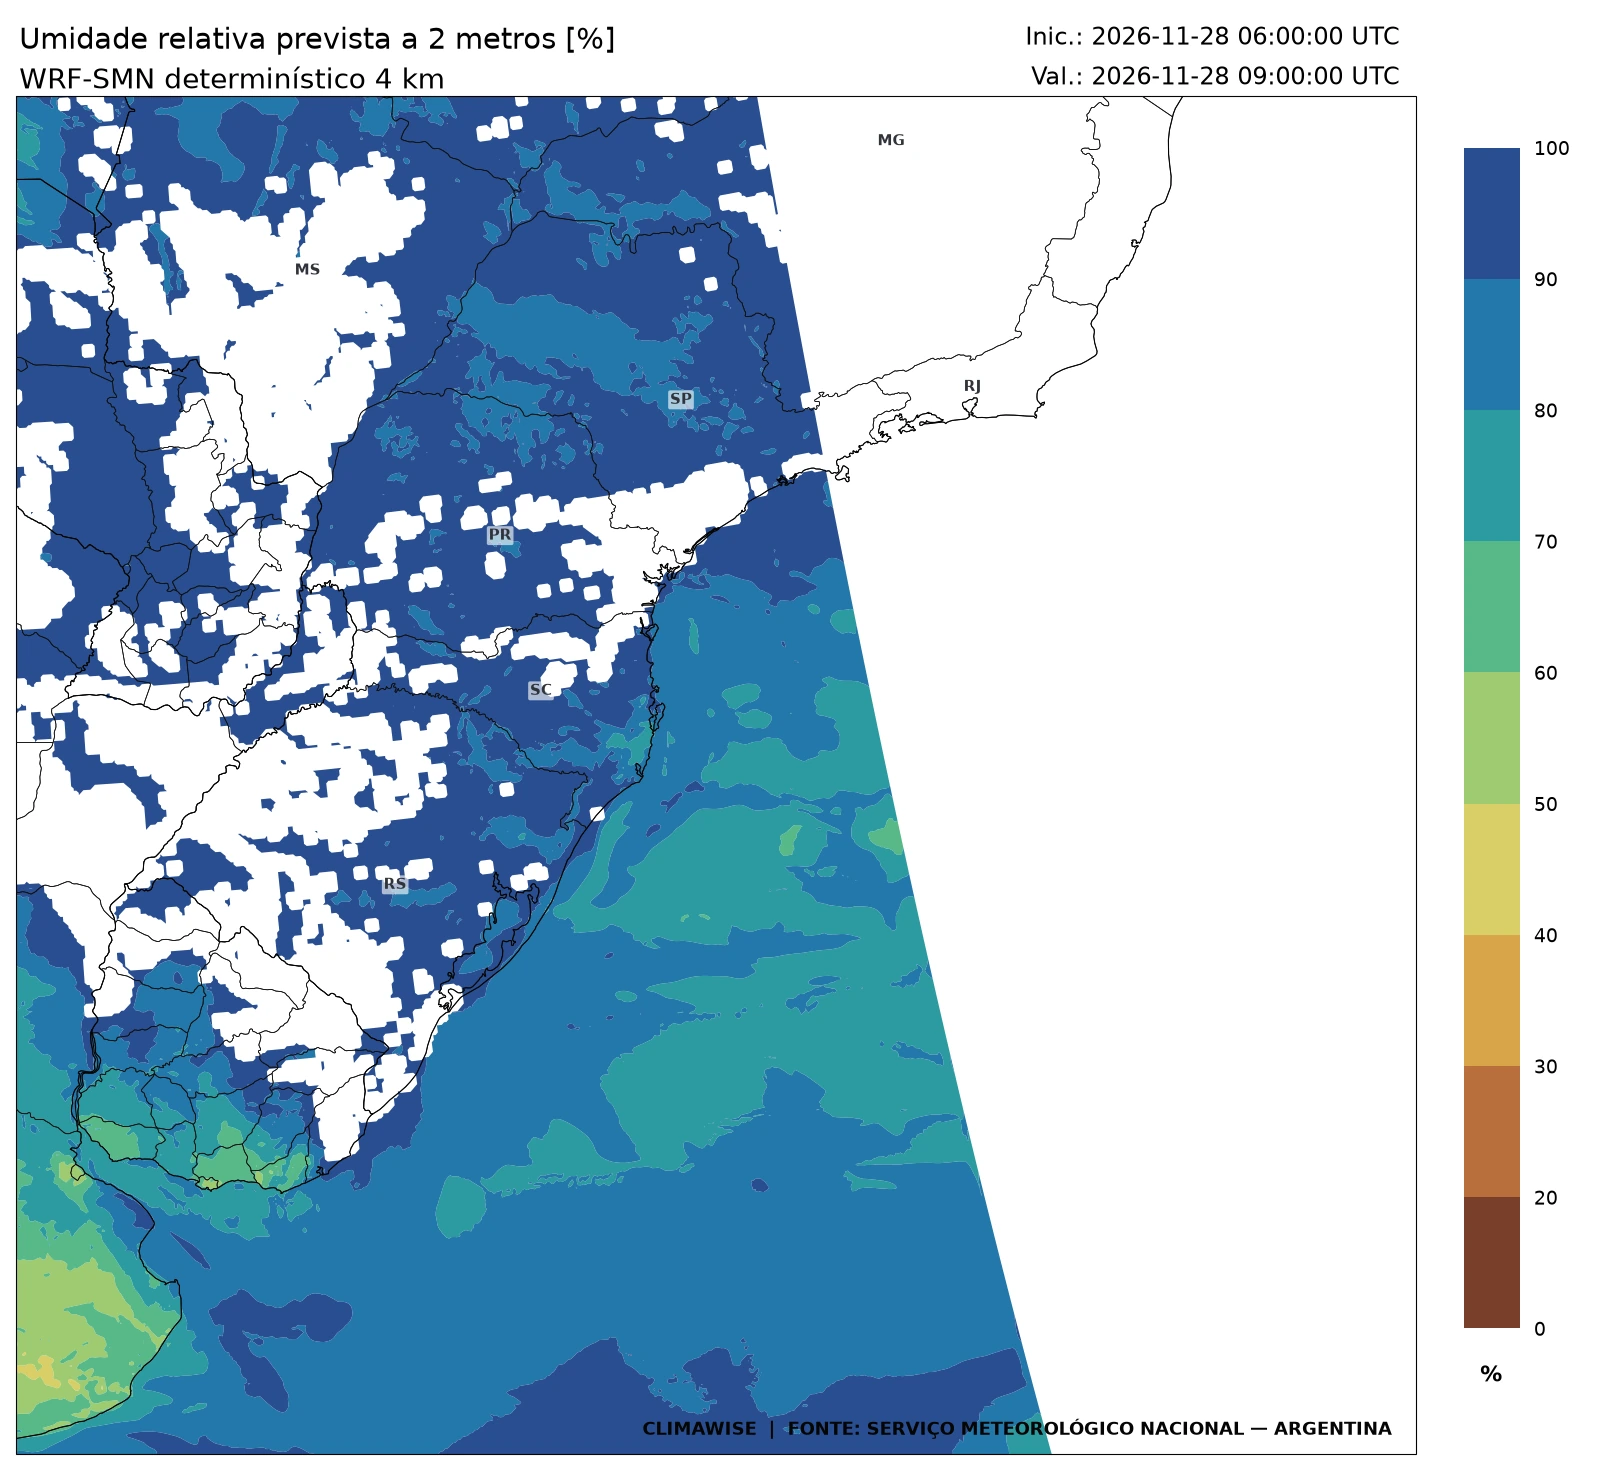 Umidade relativa prevista a 2 metros [%]
WRF-SMN determinístico 4 km
Inic.: 2026-11-28 06:00:00 UTC
Val.: 2026-11-28 09:00:00 UTC
MG
MS
RJ
SP
PR
SC
RS
100
90
80
70
60
50
40
30
20
0
%
CLIMAWISE | FONTE: SERVIÇO METEOROLÓGICO NACIONAL — ARGENTINA